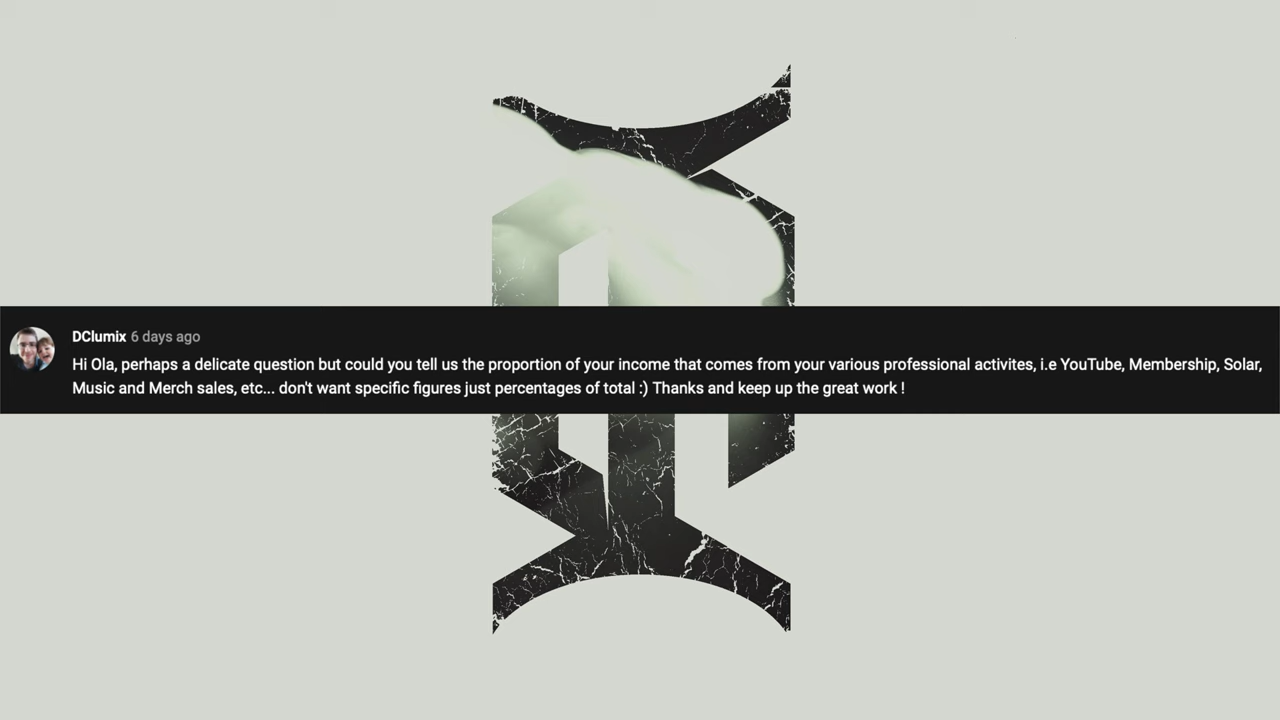 DClumix 6 days ago
Hi Ola, perhaps a delicate question but could you tell us the proportion of your income that comes from your various professional activites, i.e YouTube, Membership, Solar,
Music and Merch sales, etc... don't want specific figures just percentages of total :) Thanks and keep up the great work !